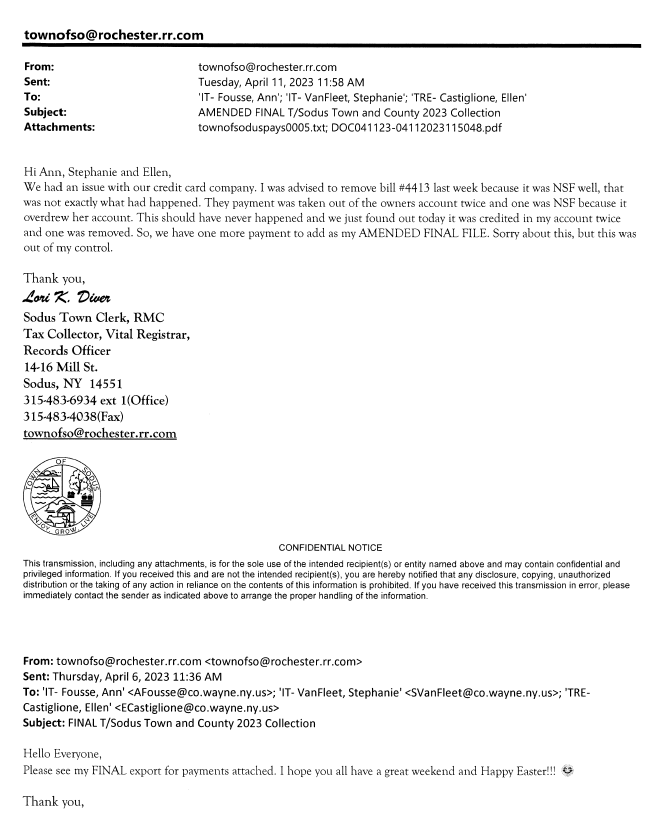 townofso@rochester.rr.com
From: townofso@rochester.rr.com
Sent: Tuesday, April 11, 2023 11:58 AM
To: 'IT- Fousse, Ann'; 'IT- VanFleet, Stephanie'; 'TRE- Castiglione, Ellen'
Subject: AMENDED FINAL T/Sodus Town and County 2023 Collection
Attachments: townofsoduspays0005.txt; DOC041123-04112023115048.pdf
Hi Ann, Stephanie and Ellen,
We had an issue with our credit card company. I was advised to remove bill #4413 last week because it was NSF well, that
was not exactly what had happened. They payment was taken out of the owners account twice and one was NSF because it
overdrew her account. This should have never happened and we just found out today it was credited in my account twice
and one was removed. So, we have one more payment to add as my AMENDED FINAL FILE. Sorry about this, but this was
out of my control.
Thank you,
Lori K. Diver
Sodus Town Clerk, RMC
Tax Collector, Vital Registrar,
Records Officer
14-16 Mill St.
Sodus, NY 14551
315-483-6934 ext 1(Office)
315-483-4038(Fax)
townofso@rochester.rr.com
TOWN OF SODUS
ENJOY, GROW, LIVE
CONFIDENTIAL NOTICE
This transmission, including any attachments, is for the sole use of the intended recipient(s) or entity named above and may contain confidential and
privileged information. If you received this and are not the intended recipient(s), you are hereby notified that any disclosure, copying, unauthorized
distribution or the taking of any action in reliance on the contents of this information is prohibited. If you have received this transmission in error, please
immediately contact the sender as indicated above to arrange the proper handling of the information.
From: townofso@rochester.rr.com <townofso@rochester.rr.com>
Sent: Thursday, April 6, 2023 11:36 AM
To: 'IT- Fousse, Ann' <AFousse@co.wayne.ny.us>; 'IT- VanFleet, Stephanie' <SVanFleet@co.wayne.ny.us>; 'TRE-
Castiglione, Ellen' <ECastiglione@co.wayne.ny.us>
Subject: FINAL T/Sodus Town and County 2023 Collection
Hello Everyone,
Please see my FINAL export for payments attached. I hope you all have a great weekend and Happy Easter!!!
Thank you,